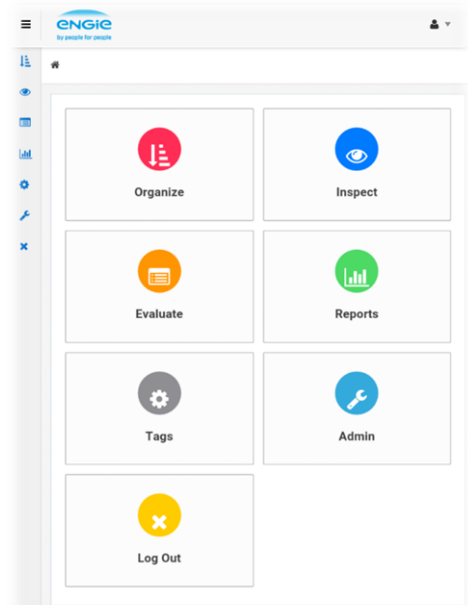 ENGIE
by people for people
Organize
Inspect
Evaluate
Reports
Tags
Admin
Log Out